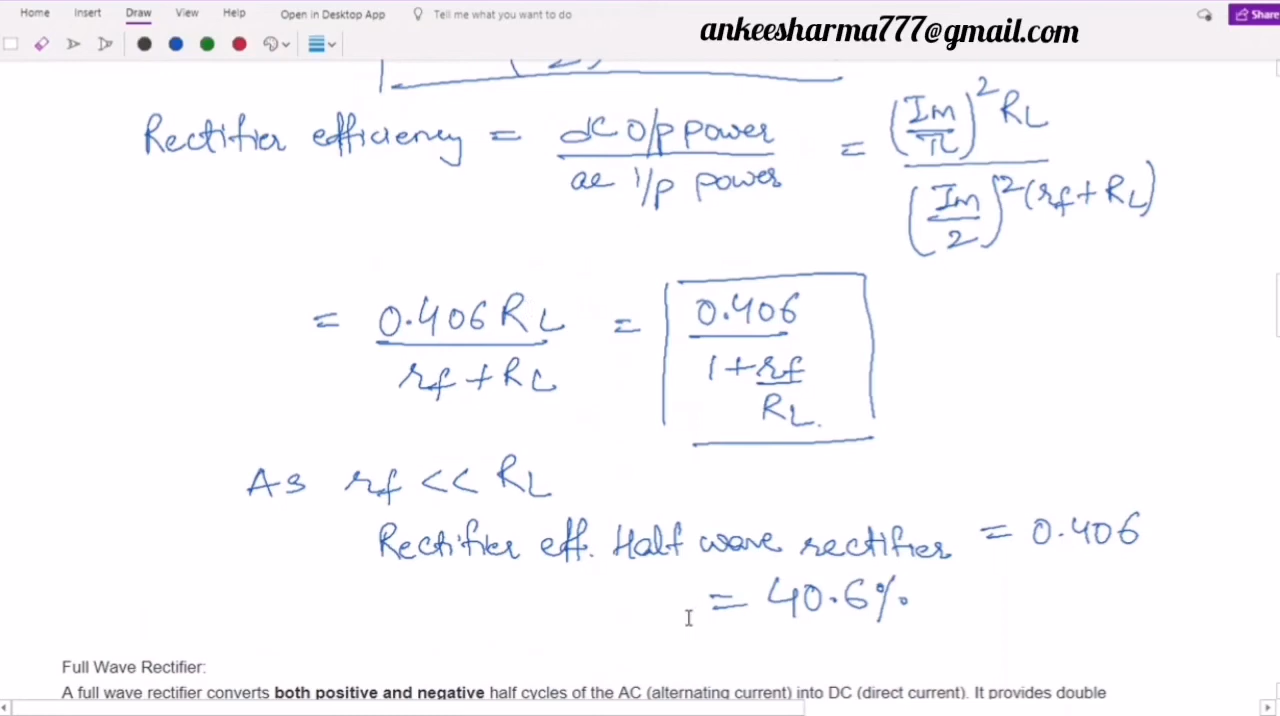 Home Insert Draw View Help Open in Desktop App Tell me what you want to do Share
ankeesharma777@gmail.com
Rectifier efficiency = dc O/p power / ac i/p power = (Im/π)² RL / (Im/2)² (rf + RL)
= 0.406 RL / rf + RL = 0.406 / 1 + rf/RL.
As rf << RL
Rectifier eff. Half wave rectifier = 0.406
= 40.6%
Full Wave Rectifier:
A full wave rectifier converts both positive and negative half cycles of the AC (alternating current) into DC (direct current). It provides double